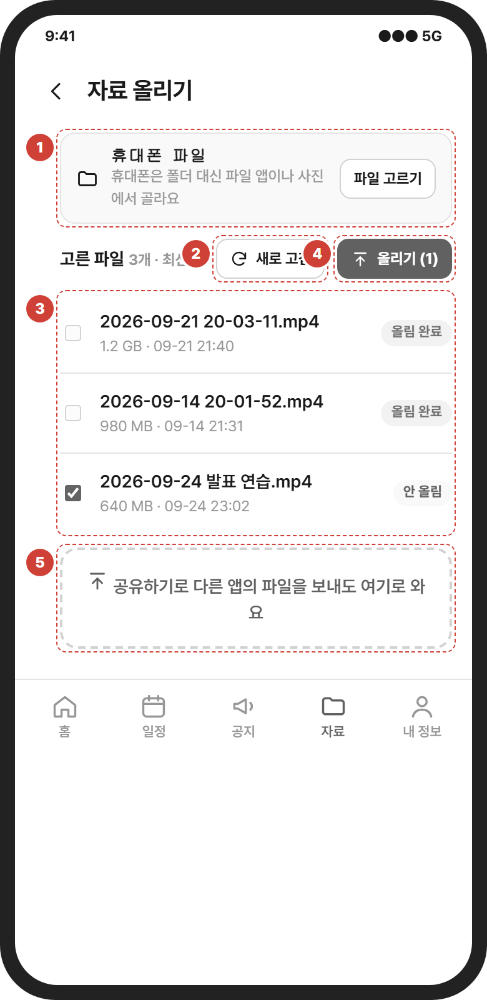 9:41
5G
자료 올리기
1
휴대폰 파일
휴대폰은 폴더 대신 파일 앱이나 사진
에서 골라요
파일 고르기
고른 파일 3개 · 최신
2
새로 고
4
올리기 (1)
3
2026-09-21 20-03-11.mp4
1.2 GB · 09-21 21:40
올림 완료
2026-09-14 20-01-52.mp4
980 MB · 09-14 21:31
올림 완료
2026-09-24 발표 연습.mp4
640 MB · 09-24 23:02
안 올림
5
공유하기로 다른 앱의 파일을 보내도 여기로 와
요
홈
일정
공지
자료
내 정보